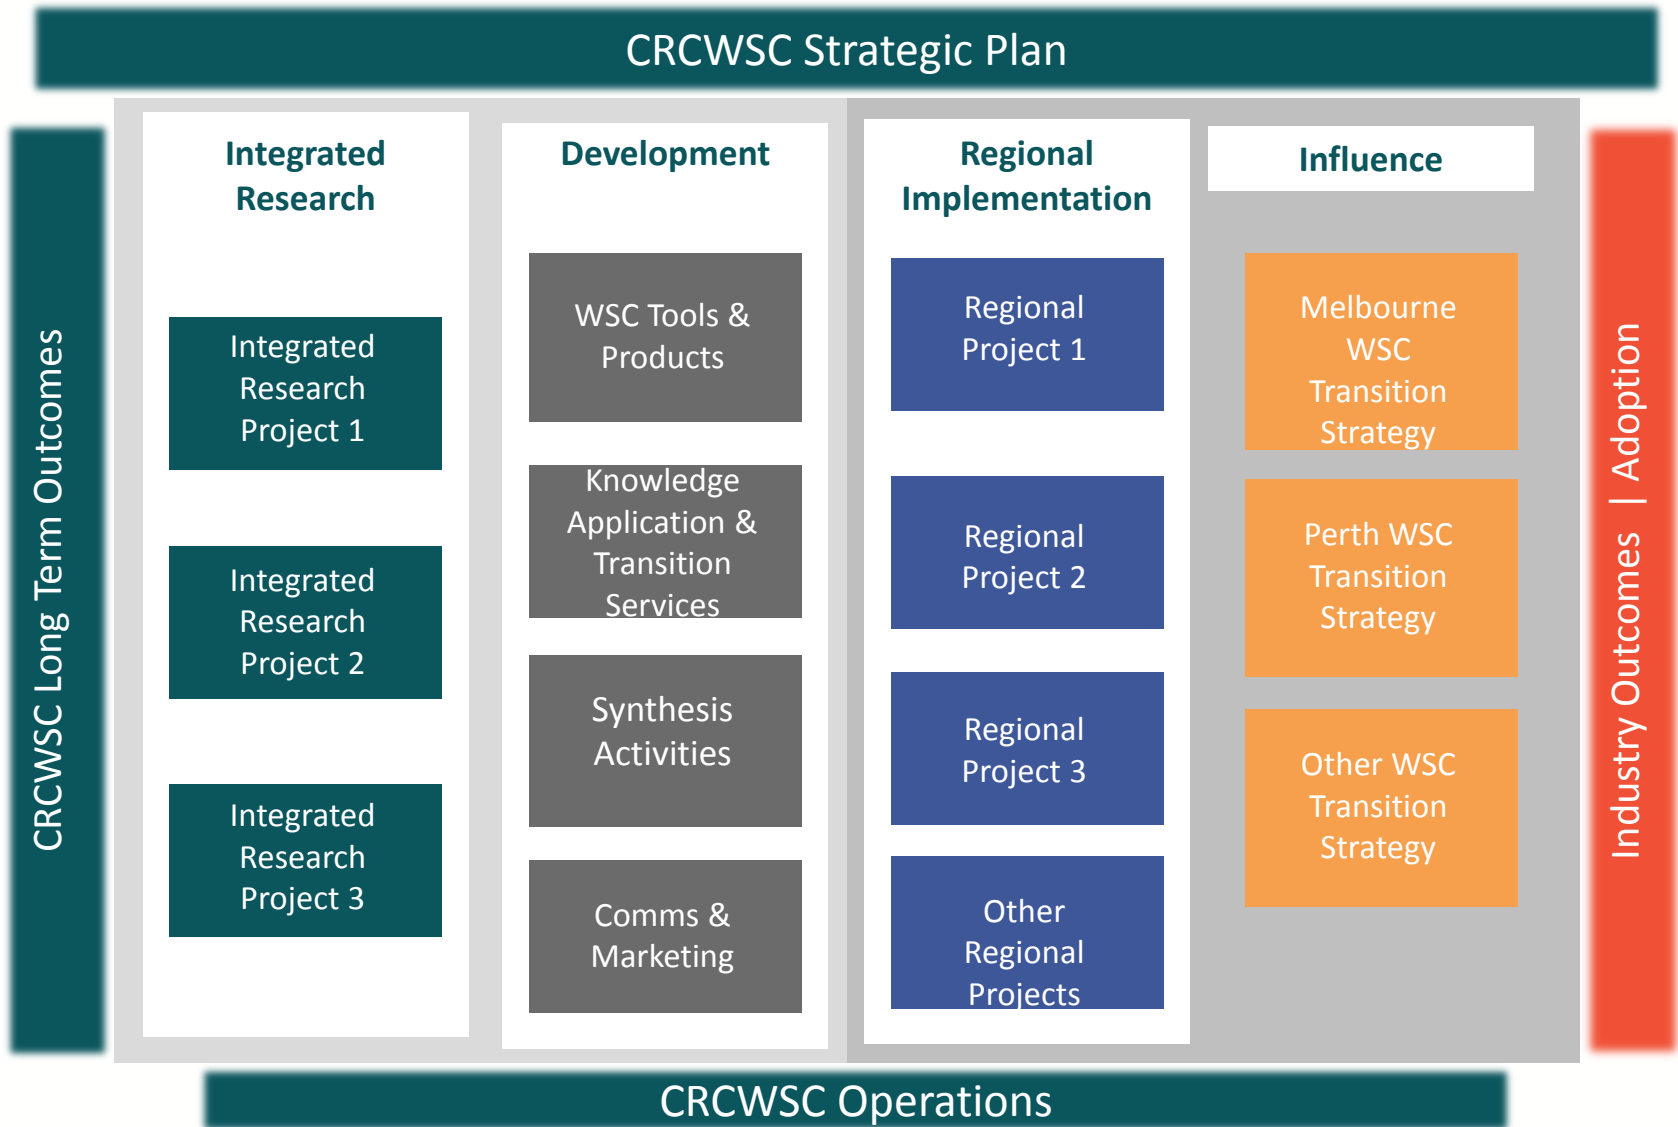 CRCWSC Strategic Plan
CRCWSC Long Term Outcomes
Integrated
Research
Integrated
Research
Project 1
Integrated
Research
Project 2
Integrated
Research
Project 3
Development
WSC Tools &
Products
Knowledge
Application &
Transition
Services
Synthesis
Activities
Comms &
Marketing
Regional
Implementation
Regional
Project 1
Regional
Project 2
Regional
Project 3
Other
Regional
Projects
Influence
Melbourne
WSC
Transition
Strategy
Perth WSC
Transition
Strategy
Other WSC
Transition
Strategy
Industry Outcomes | Adoption
CRCWSC Operations